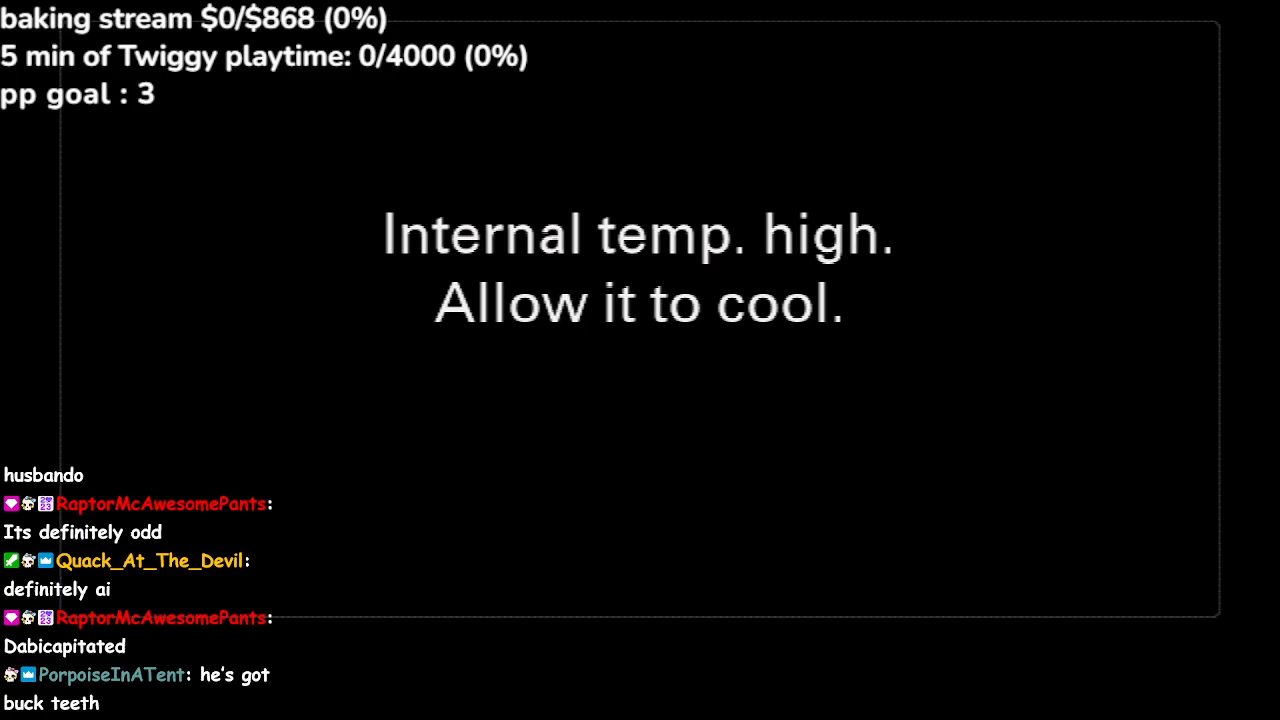 baking stream $0/$868 (0%)
5 min of Twiggy playtime: 0/4000 (0%)
pp goal : 3
Internal temp. high.
Allow it to cool.
husbando
RaptorMcAwesomePants:
Its definitely odd
Quack_At_The_Devil:
definitely ai
RaptorMcAwesomePants:
Dabicapitated
PorpoiseInATent: he's got
buck teeth